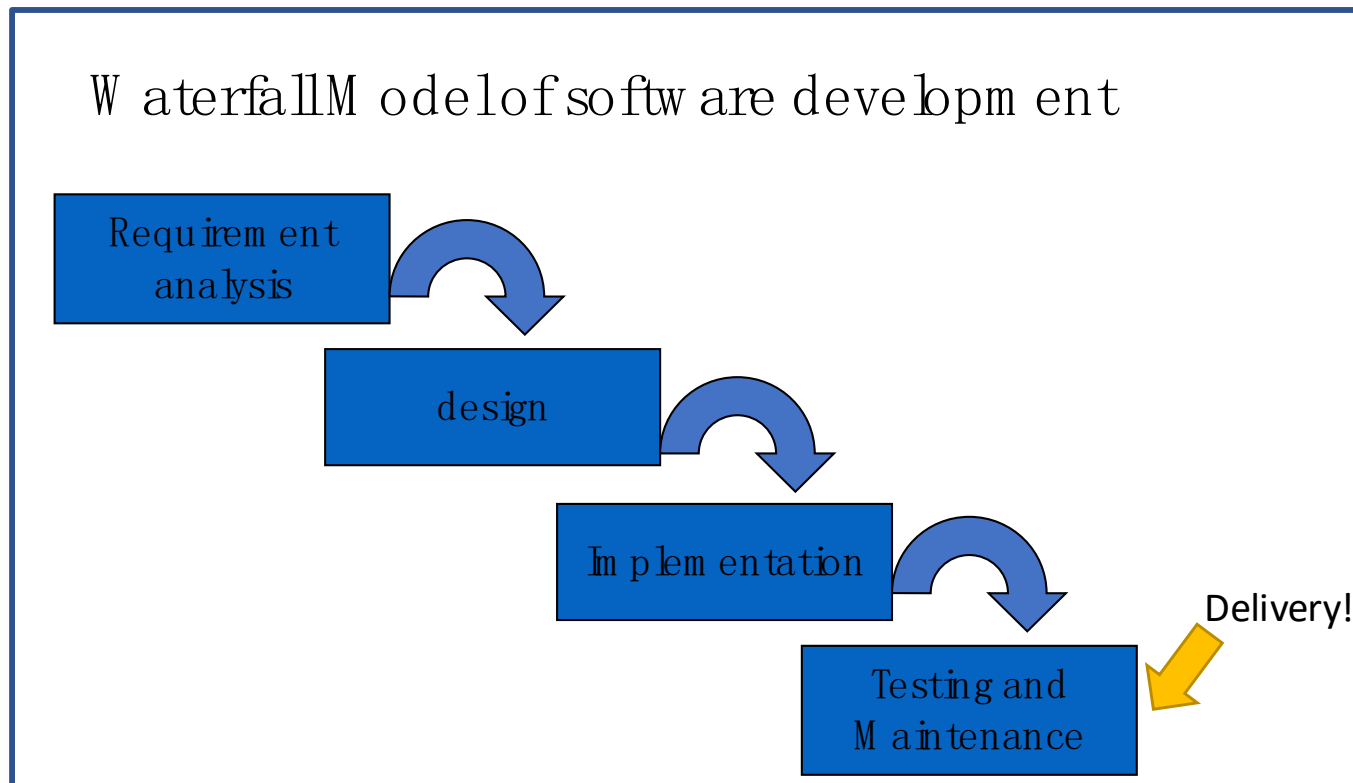 Waterfall Model of software development
Requirement
analysis
design
Implementation
Delivery!
Testing and
Maintenance